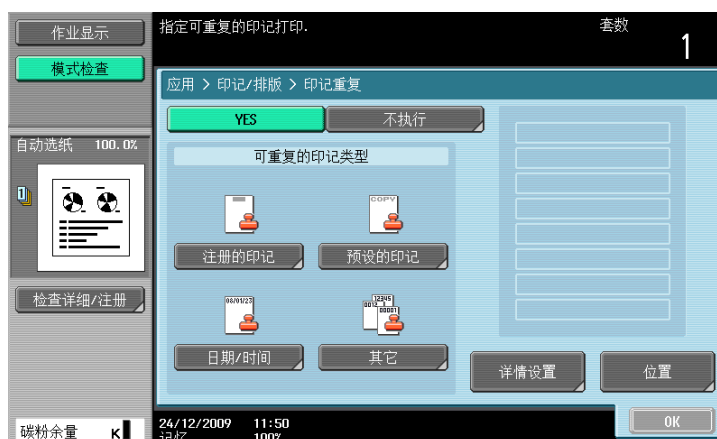 作业显示
指定可重复的印记打印.
套数
1
模式检查
应用 > 印记/排版 > 印记重复
YES
不执行
自动选纸 100.0%
可重复的印记类型
1
COPY
注册的印记
预设的印记
检查详细/注册
08/01/23
12345
0012
00001
日期/时间
其它
详情设置
位置
碳粉余量 K
24/12/2009 11:50
OK
记忆 100%